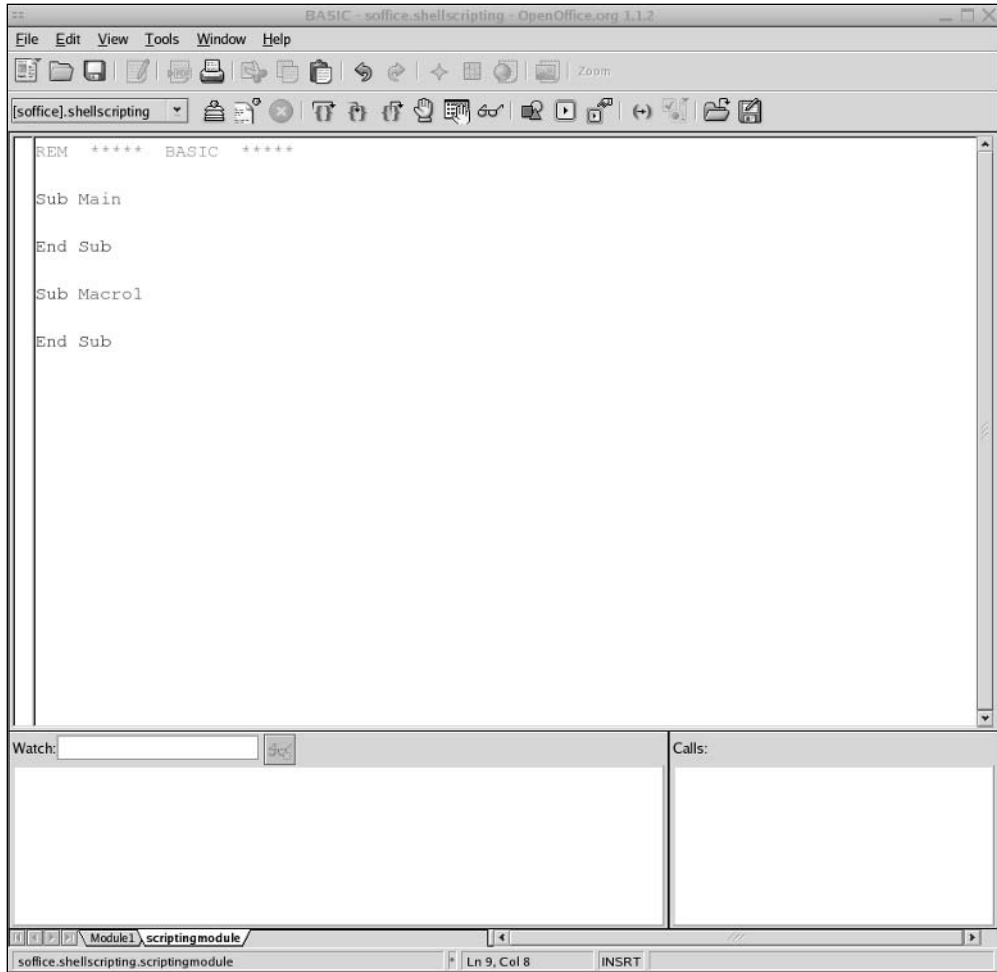 BASIC - soffice.shellscripting - OpenOffice.org 1.1.2
File Edit View Tools Window Help
Zoom
[soffice].shellscripting
REM ***** BASIC *****
Sub Main
End Sub
Sub Macro1
End Sub
Watch:
Calls:
Module1 scriptingmodule
soffice.shellscripting.scriptingmodule * Ln 9, Col 8 INSRT